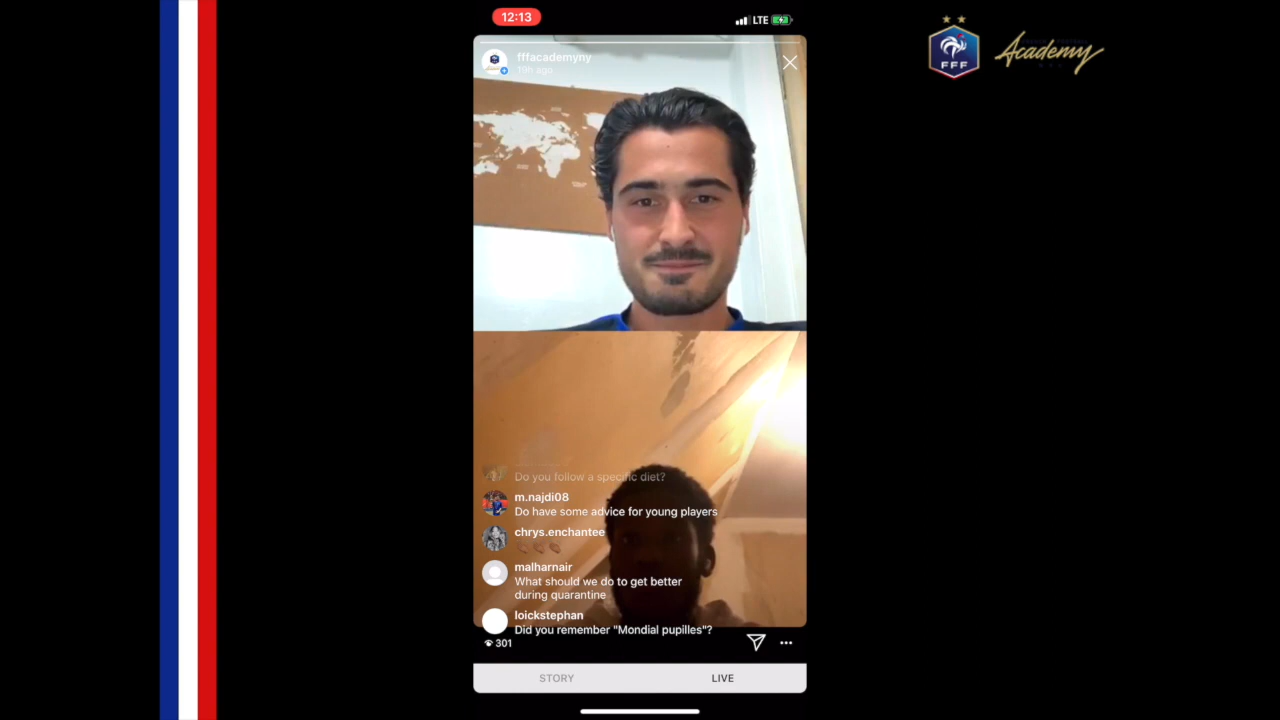 12:13
LTE
FFF
Academy
fffacademyny
19h ago
Do you follow a specific diet?
m.najdi08
Do have some advice for young players
chrys.enchantee
malharnair
What should we do to get better
during quarantine
loickstephan
Did you remember "Mondial pupilles"?
301
STORY
LIVE